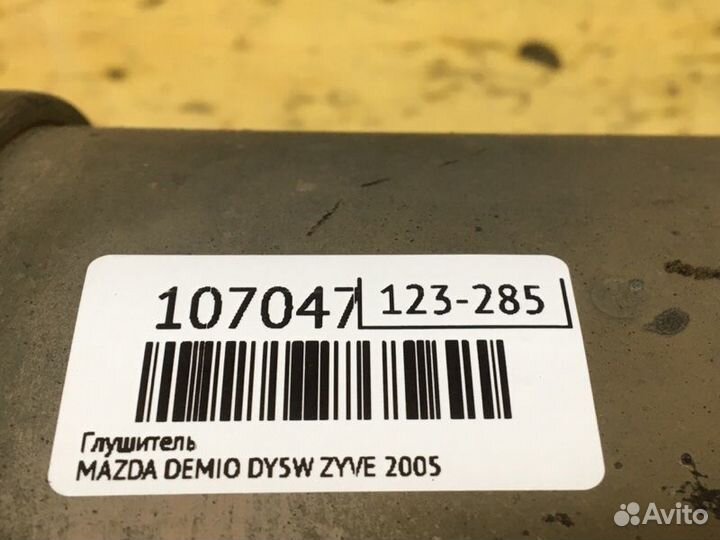 107047 123-285
Глушитель
MAZDA DEMIO DY5W ZYVE 2005
Avito